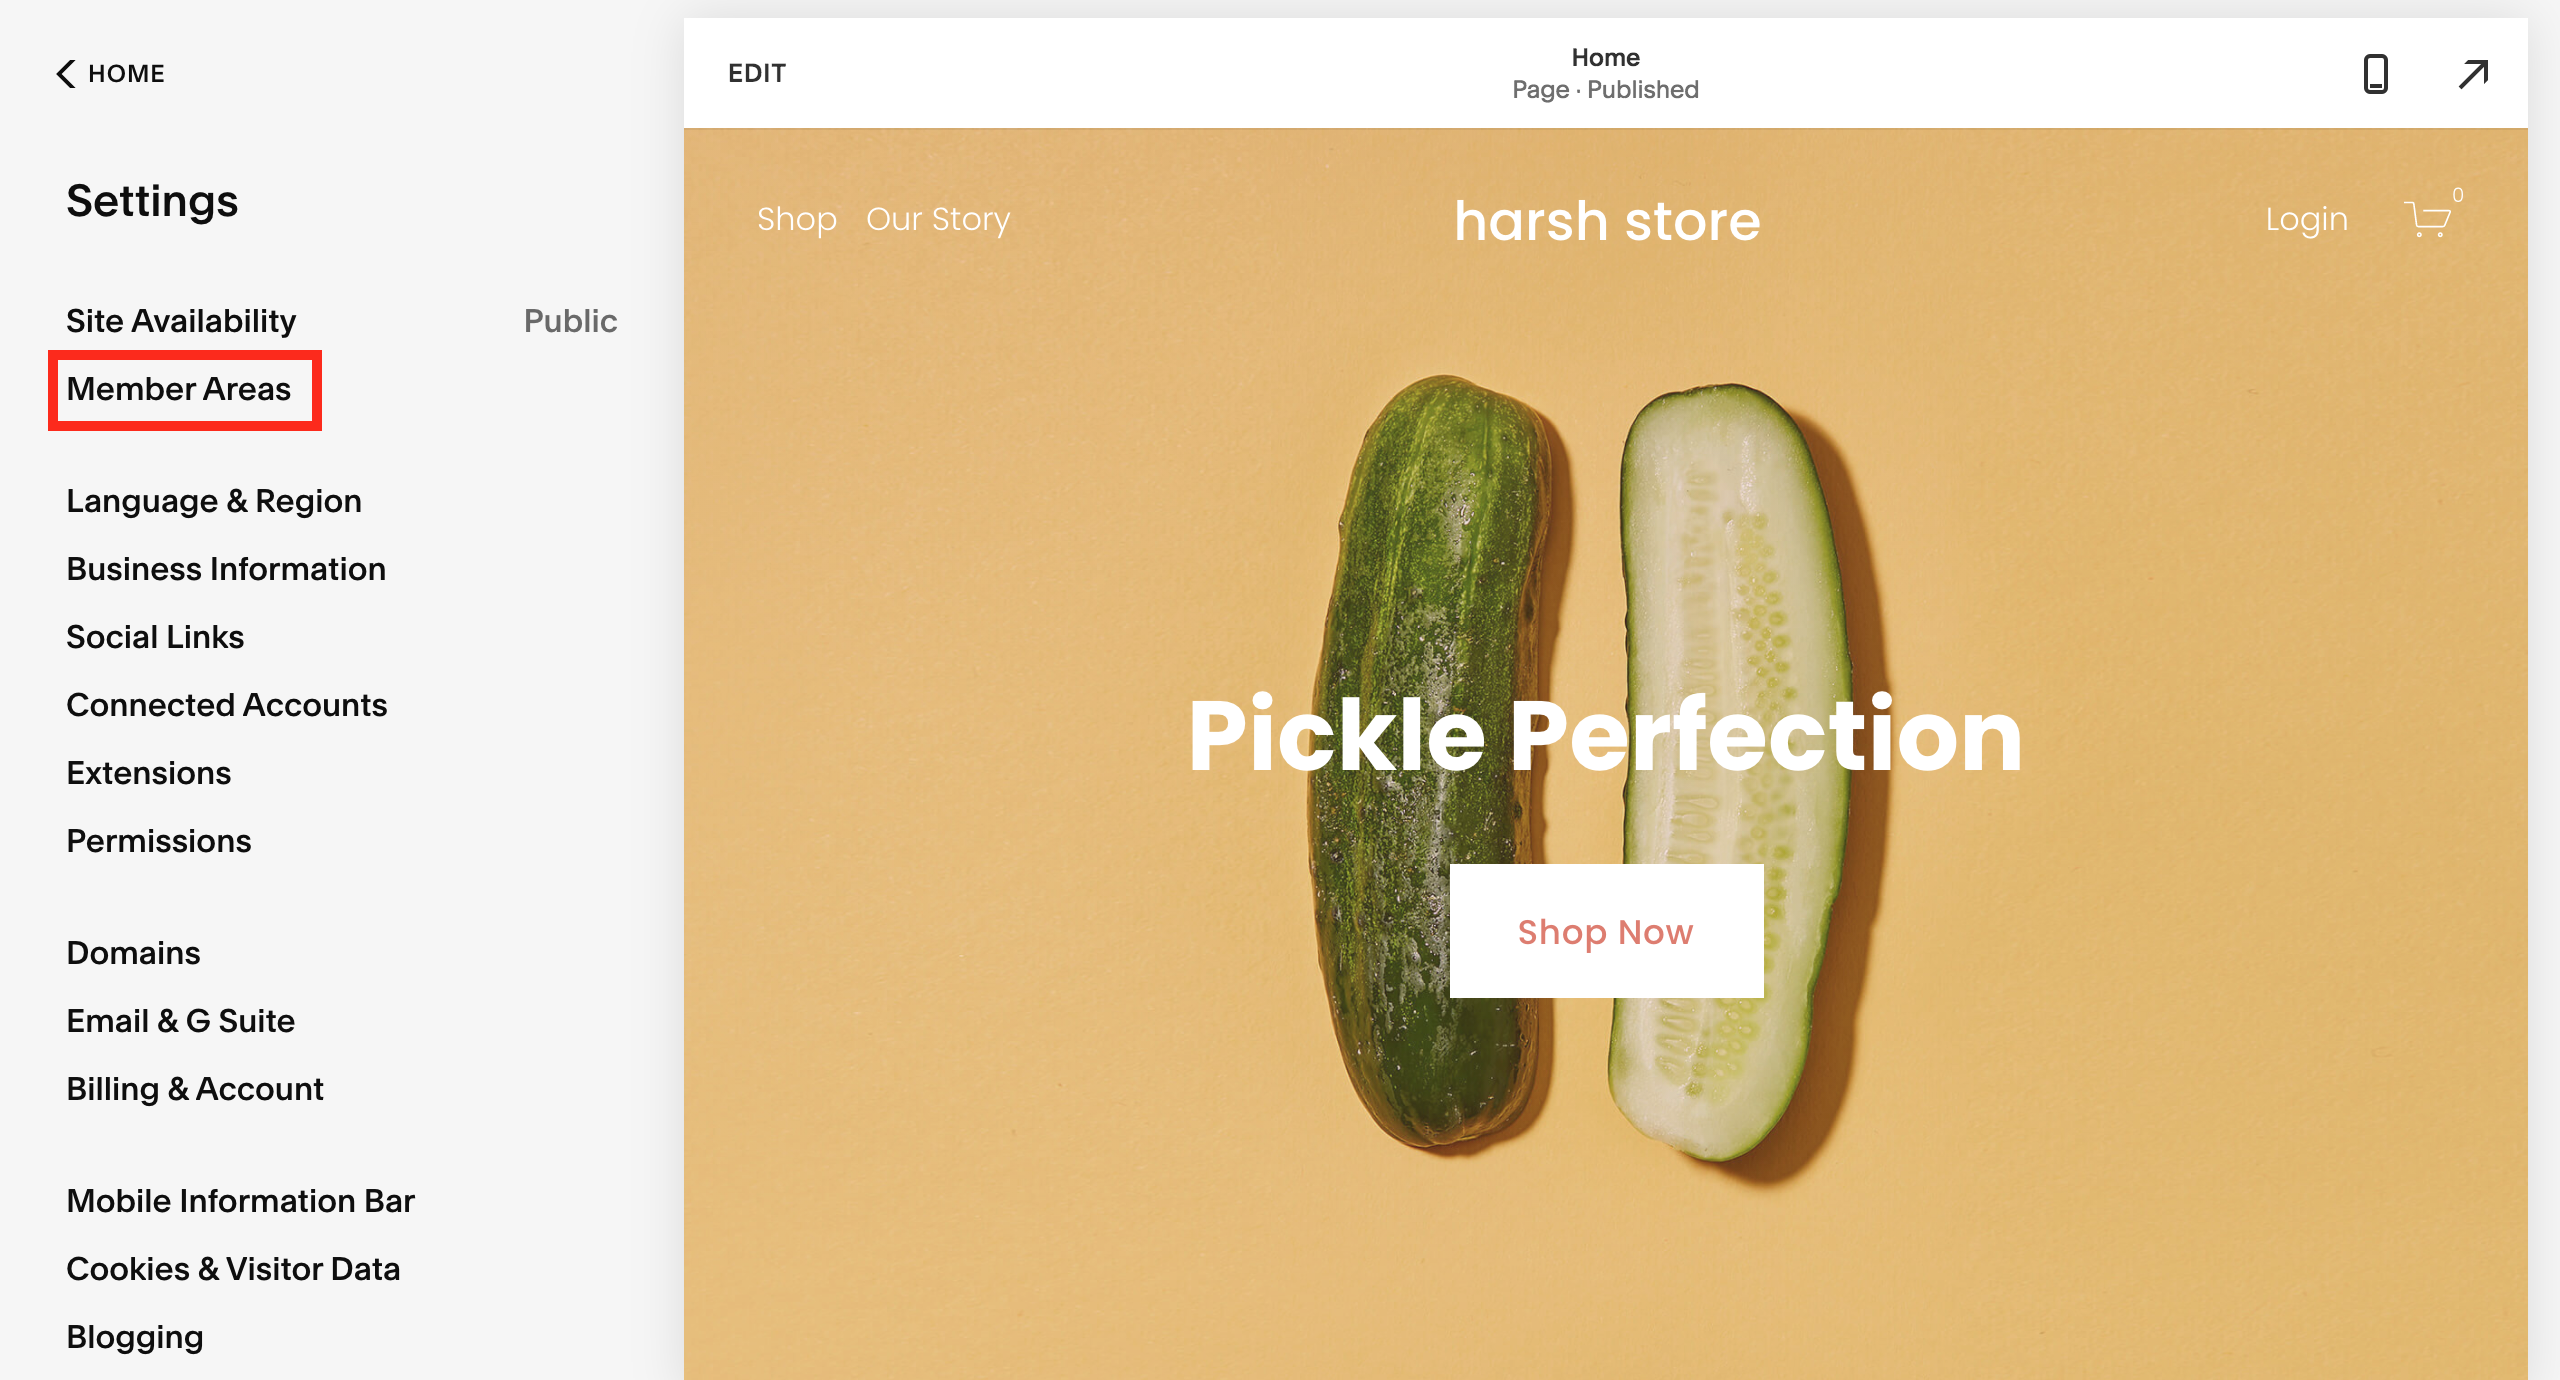 HOME
Settings
Site Availability Public
Member Areas
Language & Region
Business Information
Social Links
Connected Accounts
Extensions
Permissions
Domains
Email & G Suite
Billing & Account
Mobile Information Bar
Cookies & Visitor Data
Blogging
EDIT
Home
Page · Published
Shop Our Story
harsh store
Login 0
Pickle Perfection
Shop Now